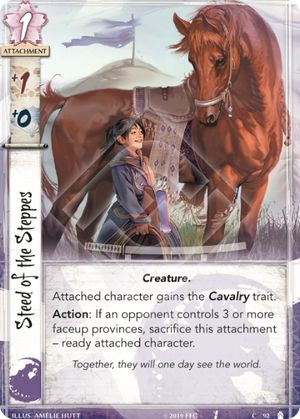 1
ATTACHMENT
+1
+0
Steed of the Steppes
Creature.
Attached character gains the Cavalry trait.
Action: If an opponent controls 3 or more
faceup provinces, sacrifice this attachment
– ready attached character.
Together, they will one day see the world.
ILLUS. AMÉLIE HUTT
© 2019 FFG
C
92